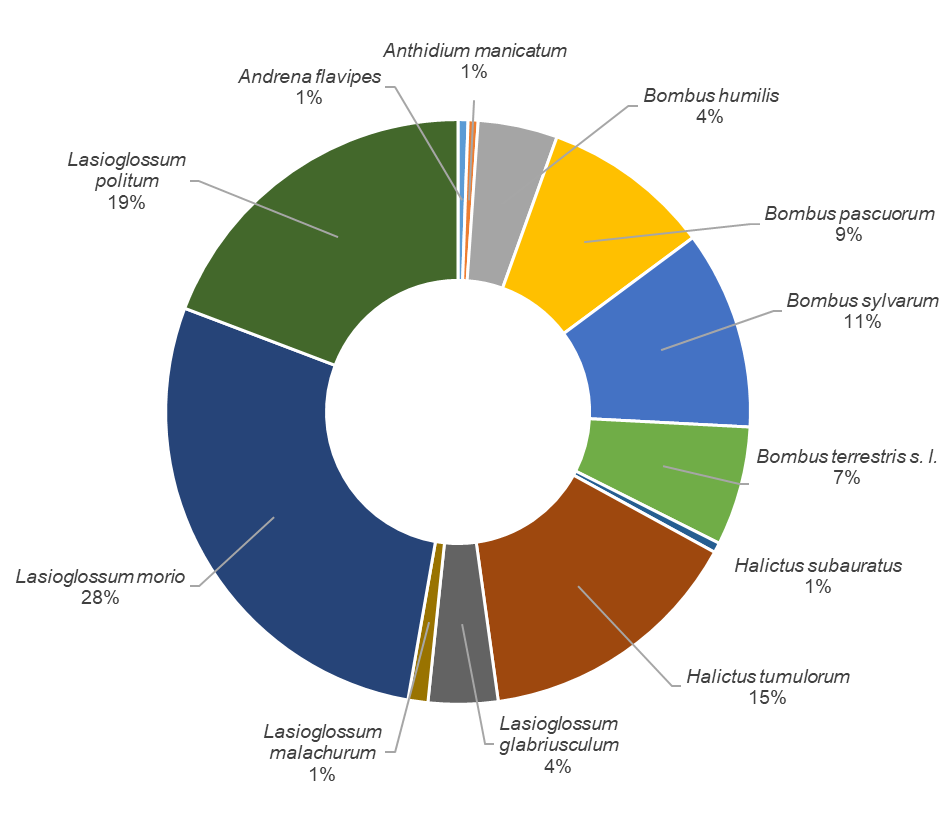 Anthidium manicatum
1%
Andrena flavipes
1%
Bombus humilis
4%
Lasioglossum
politum
19%
Bombus pascuorum
9%
Bombus sylvarum
11%
Bombus terrestris s. l.
7%
Halictus subauratus
1%
Lasioglossum morio
28%
Halictus tumulorum
15%
Lasioglossum
glabriusculum
4%
Lasioglossum
malachurum
1%